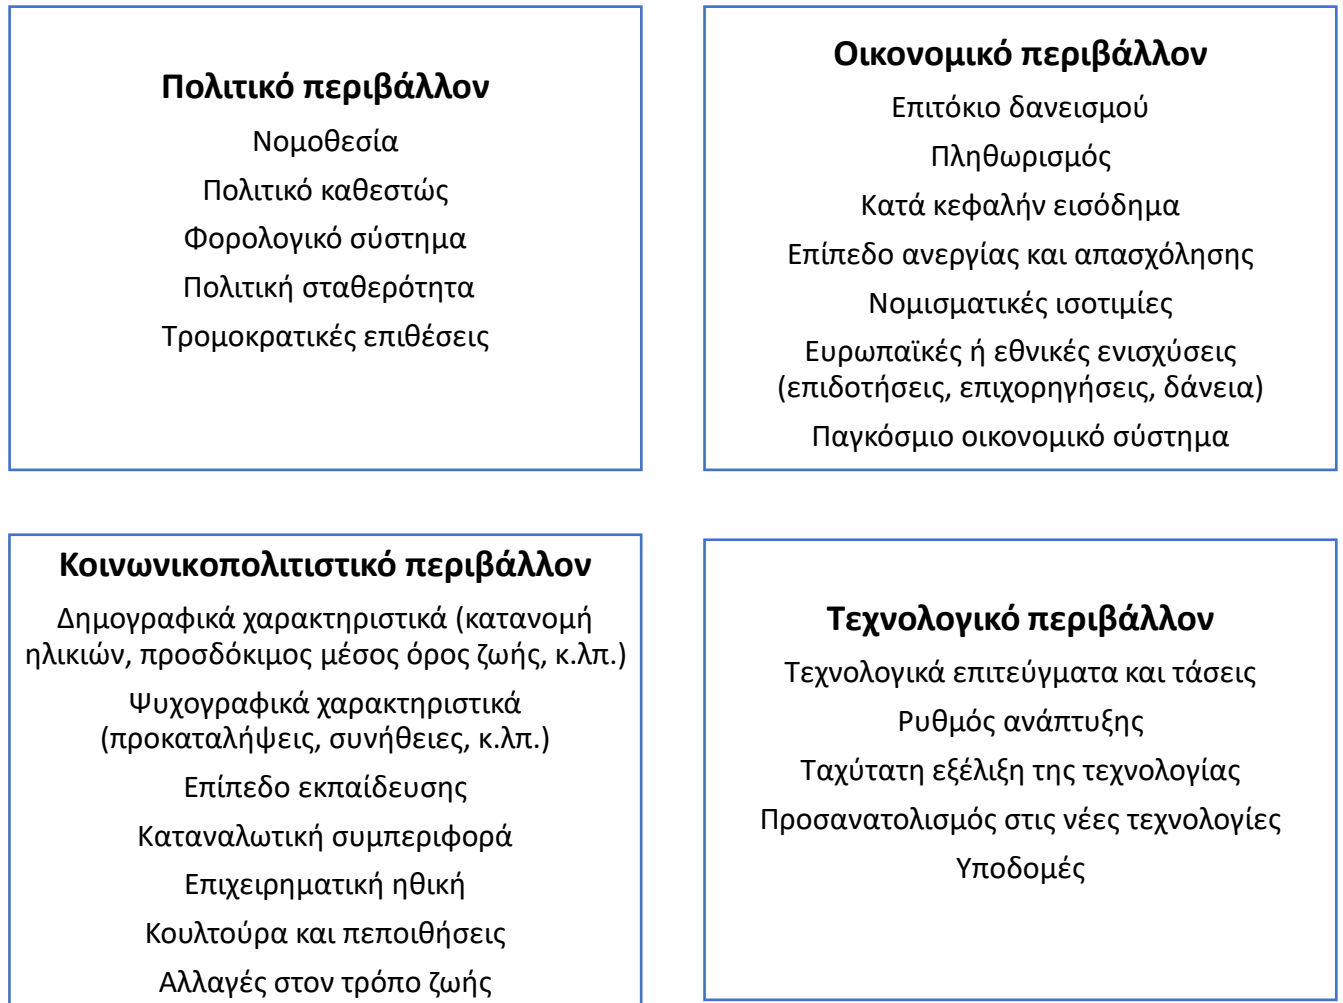 Πολιτικό περιβάλλον
Νομοθεσία
Πολιτικό καθεστώς
Φορολογικό σύστημα
Πολιτική σταθερότητα
Τρομοκρατικές επιθέσεις
Οικονομικό περιβάλλον
Επιτόκιο δανεισμού
Πληθωρισμός
Κατά κεφαλήν εισόδημα
Επίπεδο ανεργίας και απασχόλησης
Νομισματικές ισοτιμίες
Ευρωπαϊκές ή εθνικές ενισχύσεις
(επιδοτήσεις, επιχορηγήσεις, δάνεια)
Παγκόσμιο οικονομικό σύστημα
Κοινωνικοπολιτιστικό περιβάλλον
Δημογραφικά χαρακτηριστικά (κατανομή
ηλικιών, προσδόκιμος μέσος όρος ζωής, κ.λπ.)
Ψυχογραφικά χαρακτηριστικά
(προκαταλήψεις, συνήθειες, κ.λπ.)
Επίπεδο εκπαίδευσης
Καταναλωτική συμπεριφορά
Επιχειρηματική ηθική
Κουλτούρα και πεποιθήσεις
Αλλαγές στον τρόπο ζωής
Τεχνολογικό περιβάλλον
Τεχνολογικά επιτεύγματα και τάσεις
Ρυθμός ανάπτυξης
Ταχύτατη εξέλιξη της τεχνολογίας
Προσανατολισμός στις νέες τεχνολογίες
Υποδομές